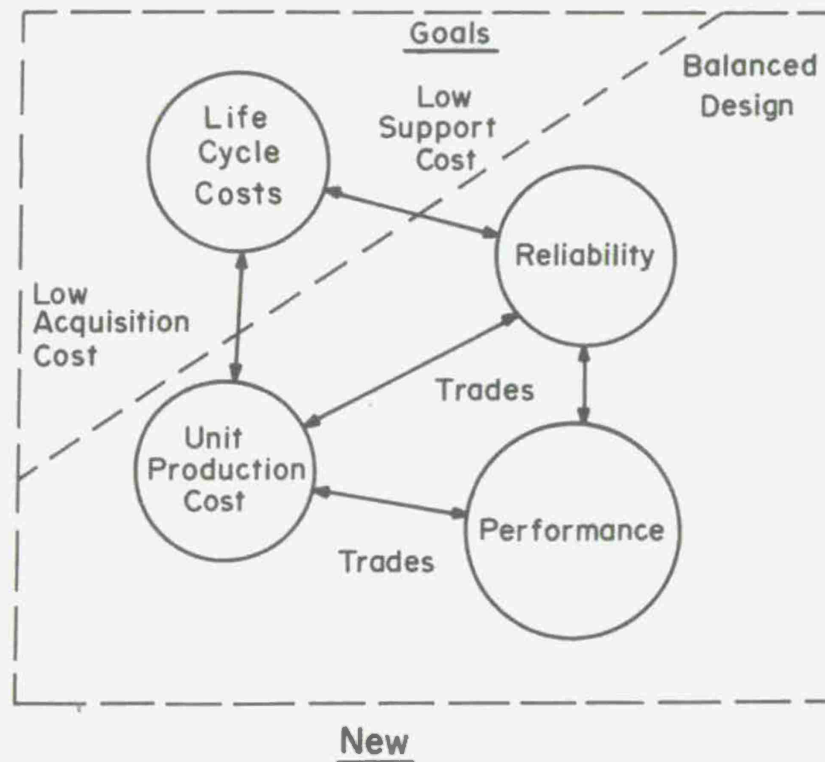 Goals
Balanced
Design
Low
Support
Cost
Life
Cycle
Costs
Reliability
Low
Acquisition
Cost
Trades
Unit
Production
Cost
Performance
Trades
New